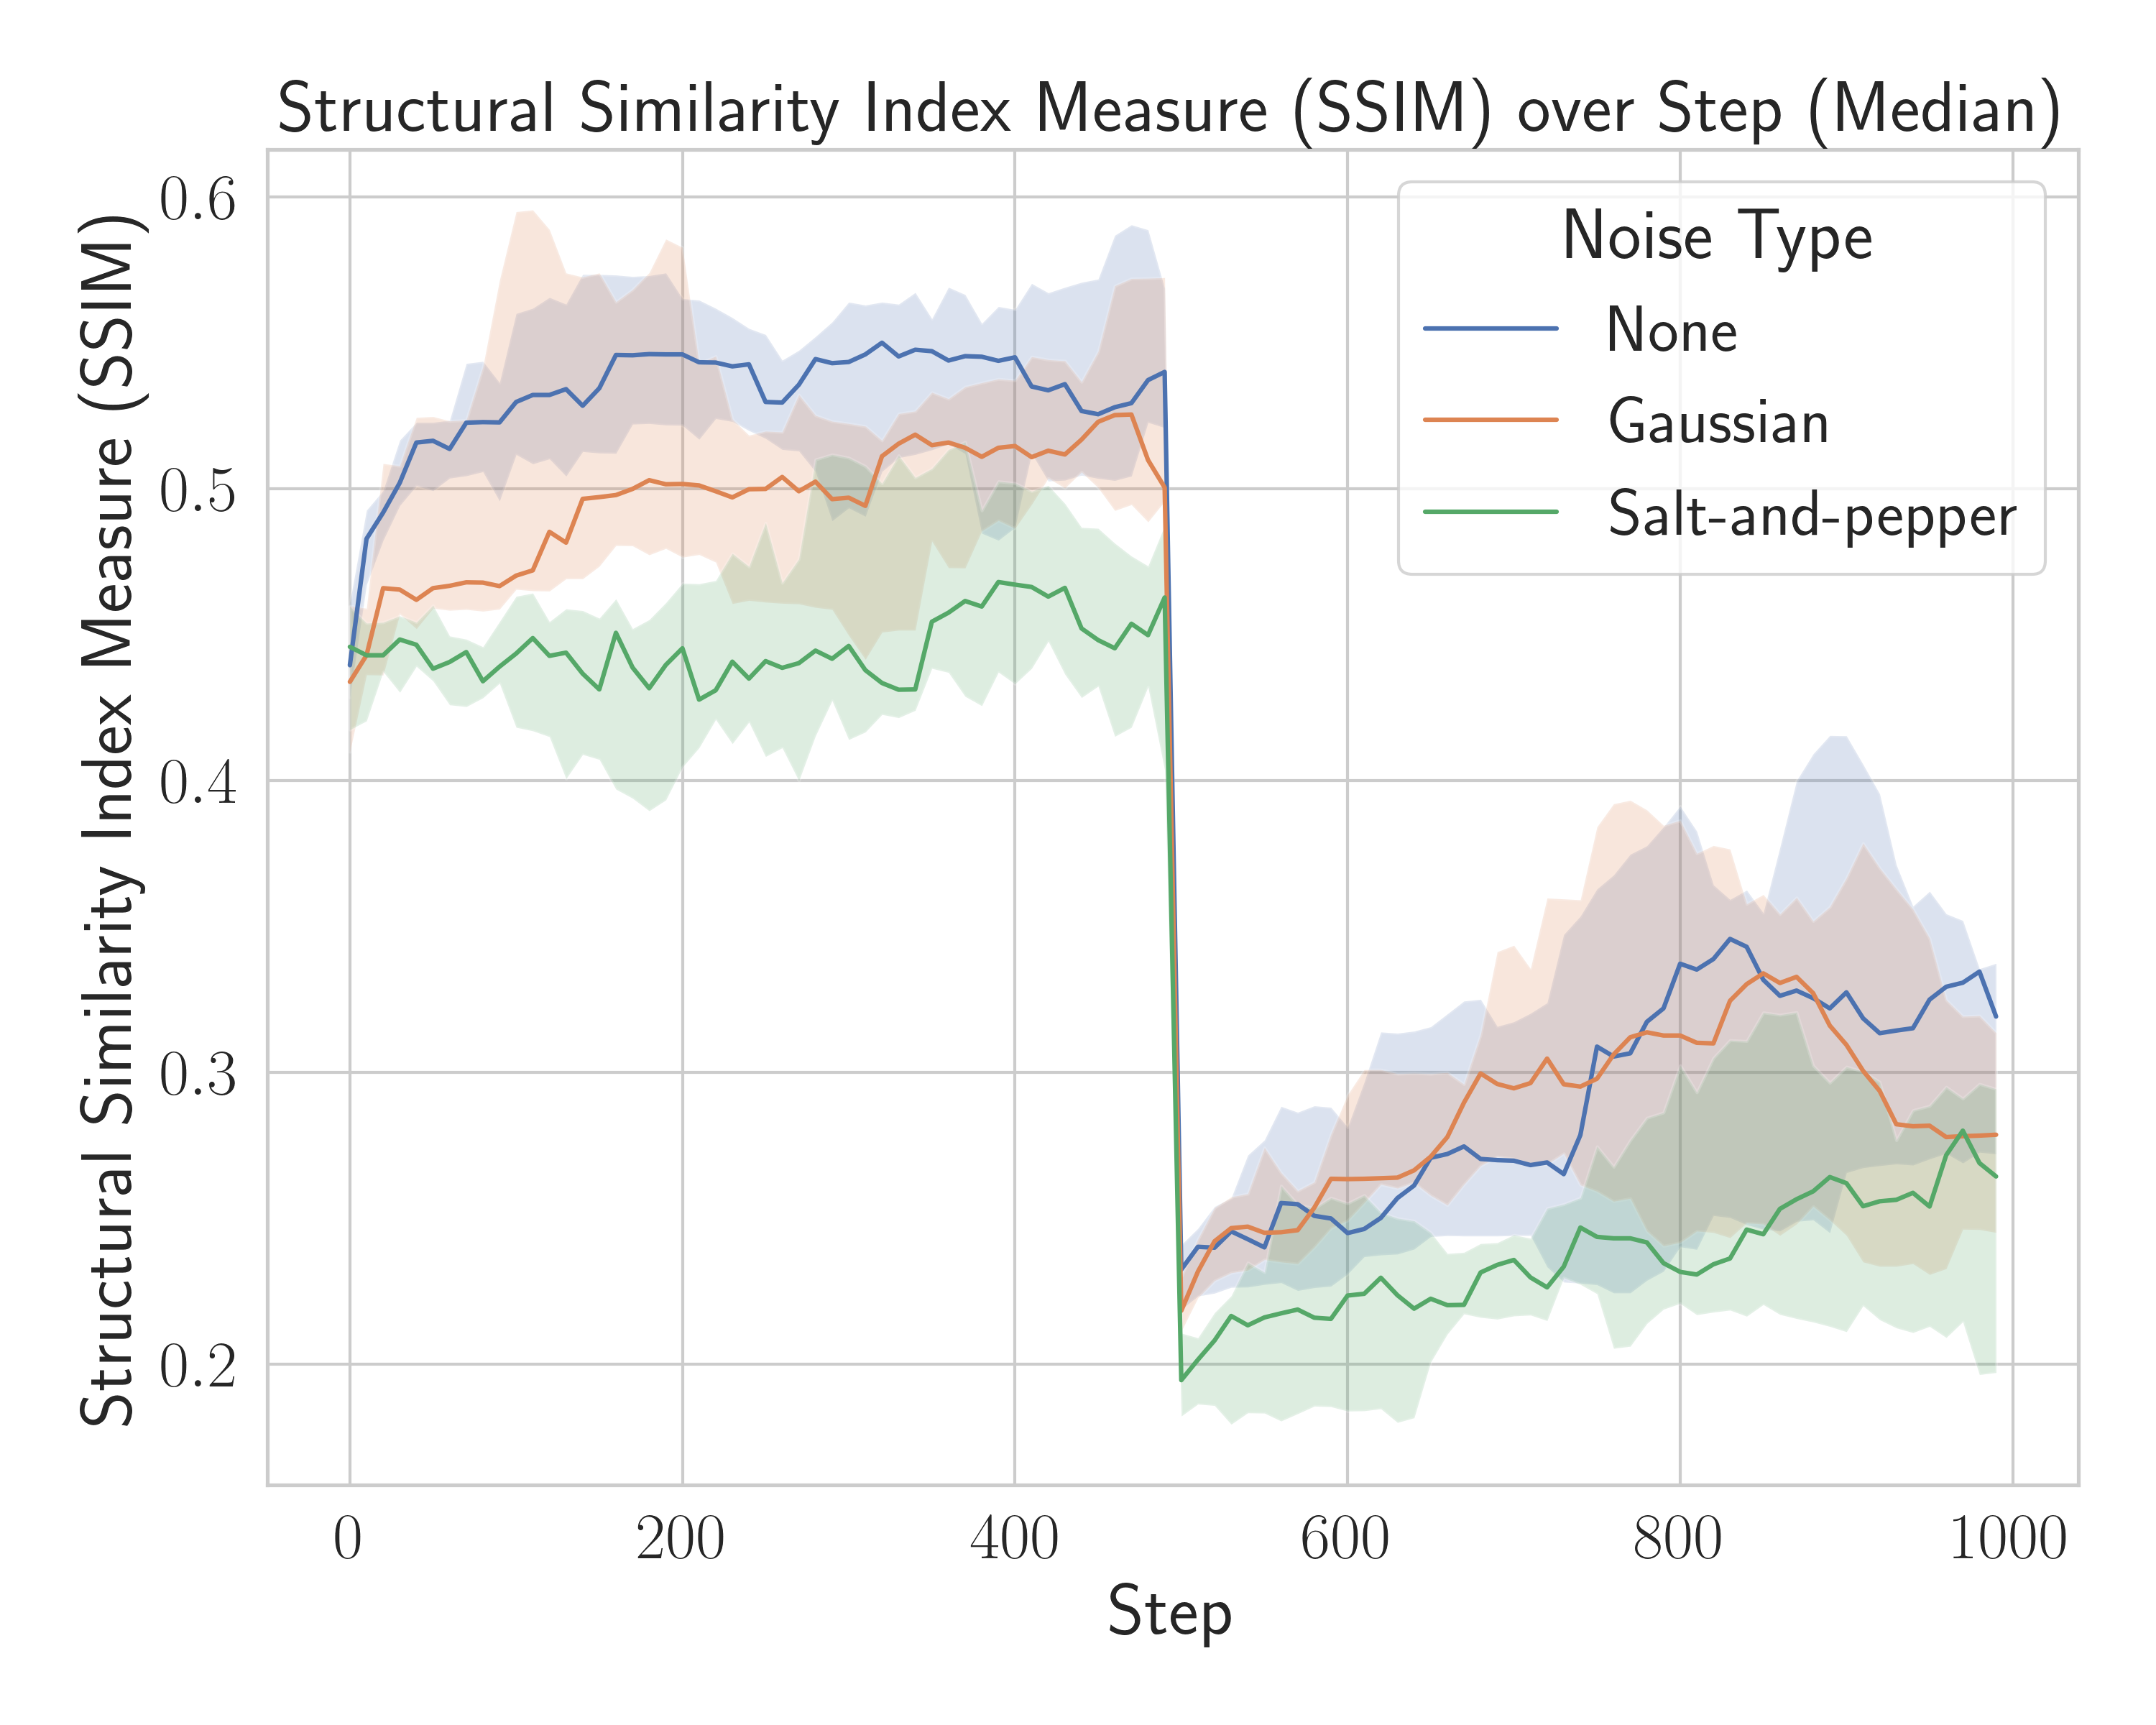 Structural Similarity Index Measure (SSIM) over Step (Median)
Structural Similarity Index Measure (SSIM)
0.6
0.5
0.4
0.3
0.2
Noise Type
None
Gaussian
Salt-and-pepper
0 200 400 600 800 1000
Step